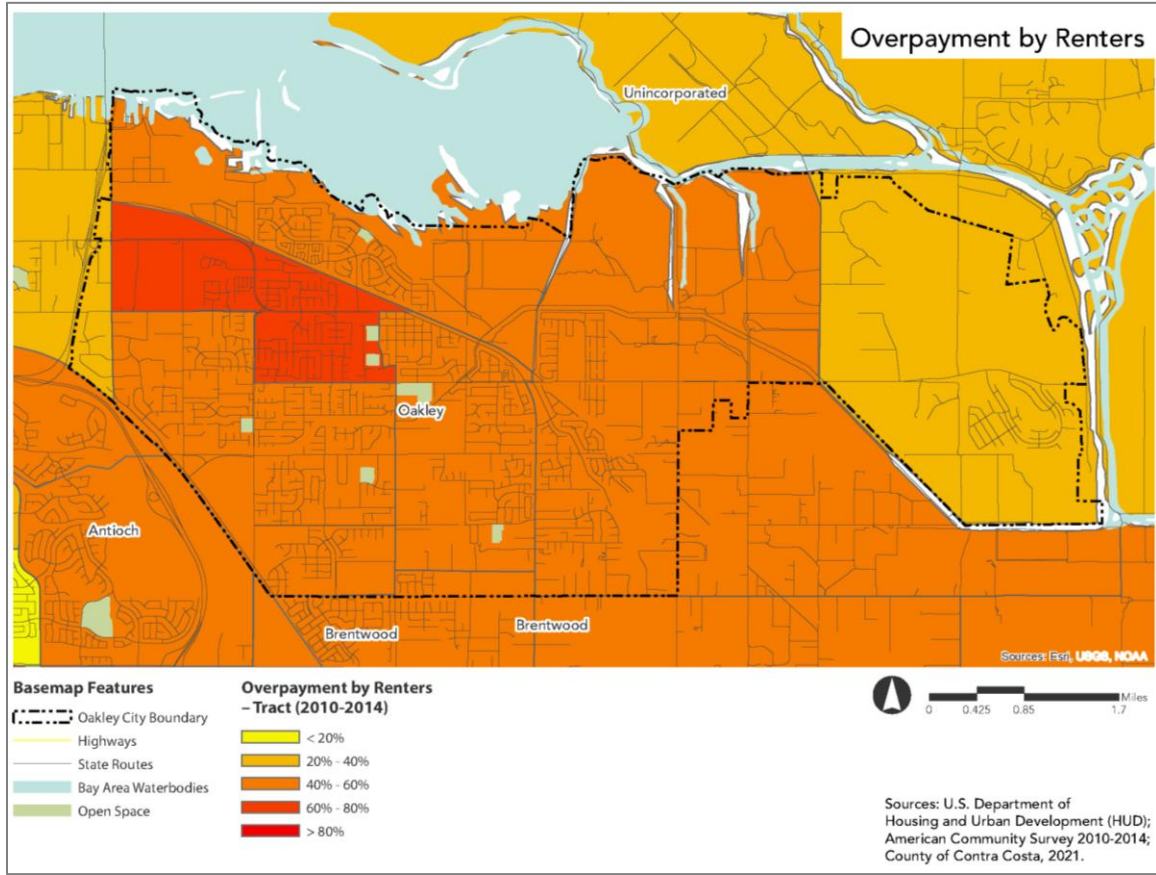 Overpayment by Renters
Unincorporated
Oakley
Antioch
Brentwood
Brentwood
Sources: Esri, USGS, NOAA
Basemap Features
Oakley City Boundary
Highways
State Routes
Bay Area Waterbodies
Open Space
Overpayment by Renters
– Tract (2010-2014)
< 20%
20% - 40%
40% - 60%
60% - 80%
> 80%
Miles
0 0.425 0.85 1.7
Sources: U.S. Department of
Housing and Urban Development (HUD);
American Community Survey 2010-2014;
County of Contra Costa, 2021.